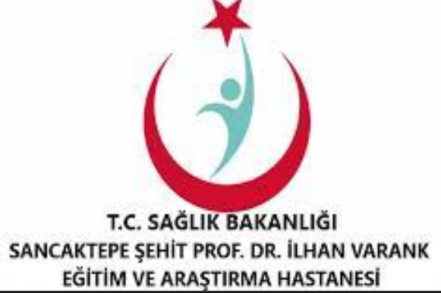 T.C. SAĞLIK BAKANLIĞI
SANCAKTEPE ŞEHİT PROF. DR. İLHAN VARANK
EĞİTİM VE ARAŞTIRMA HASTANESİ